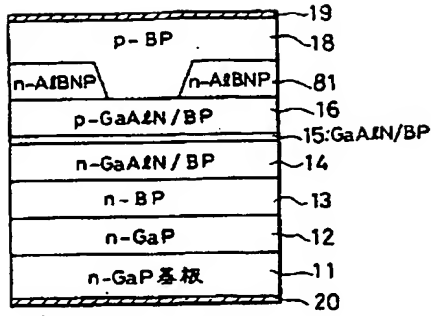 19
p-BP 18
n-AlBNP n-AlBNP 81
p-GaAlN/BP 16
15:GaAlN/BP
n-GaAlN/BP 14
n-BP 13
n-GaP 12
n-GaP基板 11
20